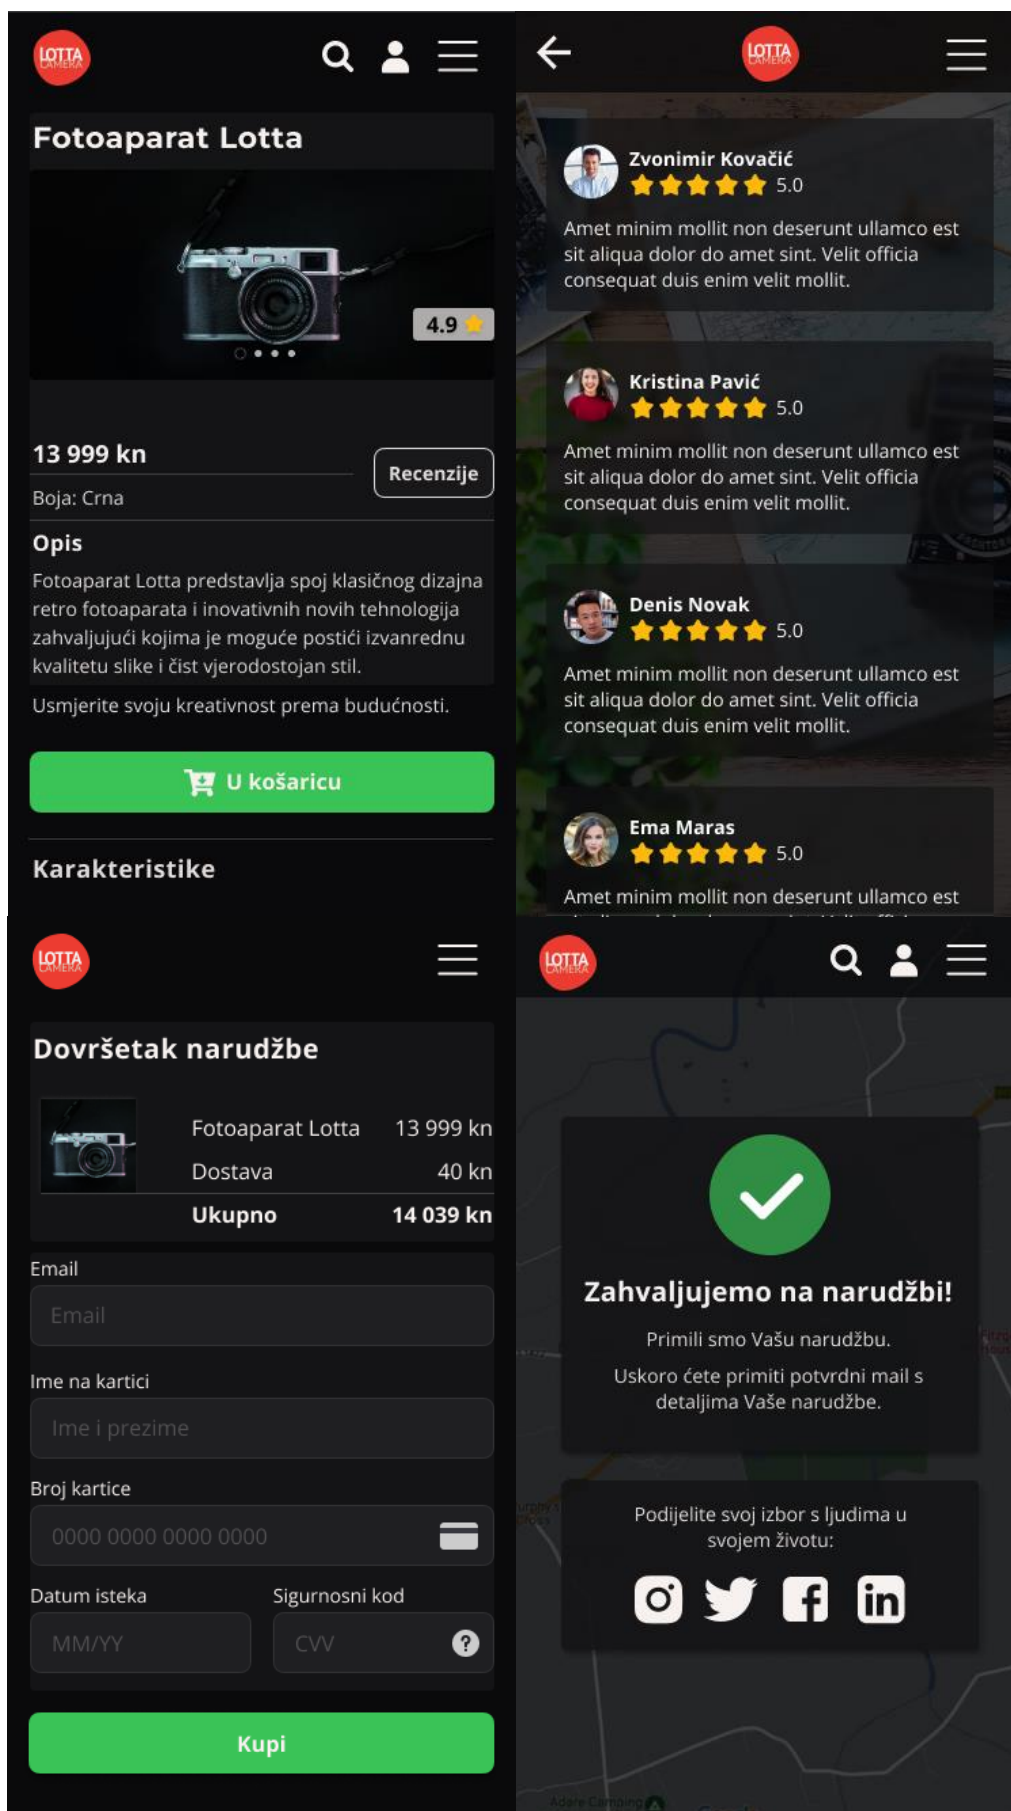 LOTTA
CAMERA
Fotoaparat Lotta
4.9
13 999 kn
Recenzije
Boja: Crna
Opis
Fotoaparat Lotta predstavlja spoj klasičnog dizajna
retro fotoaparata i inovativnih novih tehnologija
zahvaljujući kojima je moguće postići izvanrednu
kvalitetu slike i čist vjerodostojan stil.
Usmjerite svoju kreativnost prema budućnosti.
U košaricu
Karakteristike
LOTTA
CAMERA
Zvonimir Kovačić
5.0
Amet minim mollit non deserunt ullamco est
sit aliqua dolor do amet sint. Velit officia
consequat duis enim velit mollit.
Kristina Pavić
5.0
Amet minim mollit non deserunt ullamco est
sit aliqua dolor do amet sint. Velit officia
consequat duis enim velit mollit.
Denis Novak
5.0
Amet minim mollit non deserunt ullamco est
sit aliqua dolor do amet sint. Velit officia
consequat duis enim velit mollit.
Ema Maras
5.0
Amet minim mollit non deserunt ullamco est
LOTTA
CAMERA
Dovršetak narudžbe
Fotoaparat Lotta 13 999 kn
Dostava 40 kn
Ukupno 14 039 kn
Email
Email
Ime na kartici
Ime i prezime
Broj kartice
0000 0000 0000 0000
Datum isteka Sigurnosni kod
MM/YY CVV ?
Kupi
LOTTA
CAMERA
Zahvaljujemo na narudžbi!
Primili smo Vašu narudžbu.
Uskoro ćete primiti potvrdni mail s
detaljima Vaše narudžbe.
Podijelite svoj izbor s ljudima u
svojem životu:
in
Adare Camping